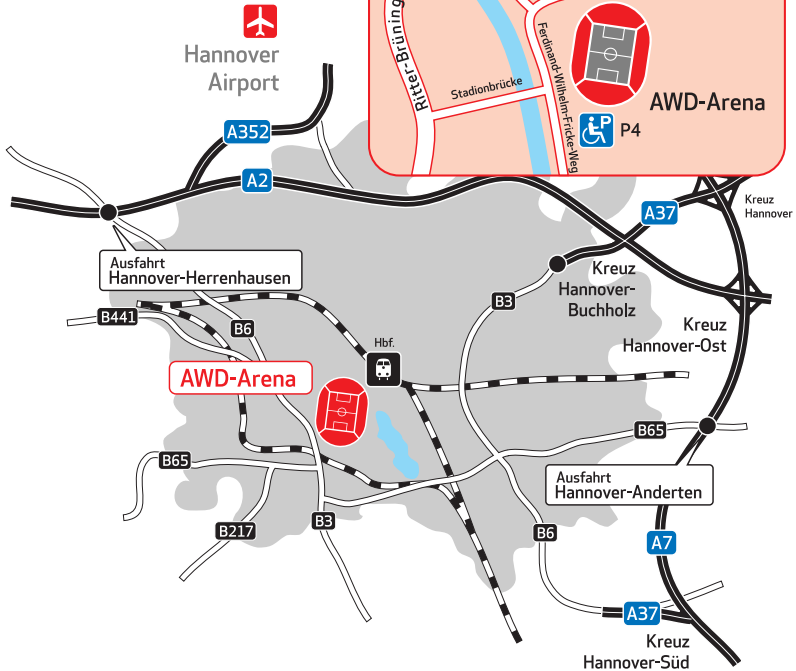 Hannover
Airport
Ritter-Brüning
Stadionbrücke
Ferdinand-Wilhelm-Fricke-Weg
AWD-Arena
P
P4
A352
A2
A37
Kreuz
Hannover
Ausfahrt
Hannover-Herrenhausen
Kreuz
Hannover-
Buchholz
B3
B441
B6
Hbf.
Kreuz
Hannover-Ost
AWD-Arena
B65
B65
Ausfahrt
Hannover-Anderten
B217
B3
B6
A7
A37
Kreuz
Hannover-Süd